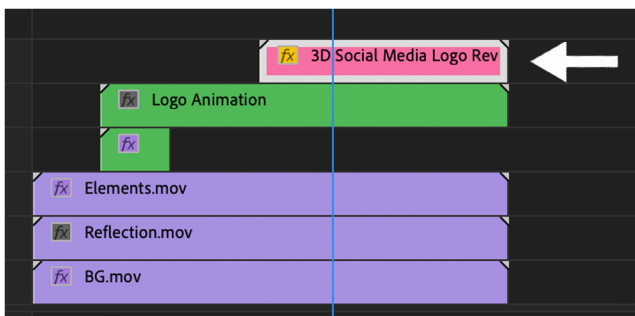 fx 3D Social Media Logo Rev
fx Logo Animation
fx
fx Elements.mov
fx Reflection.mov
fx BG.mov